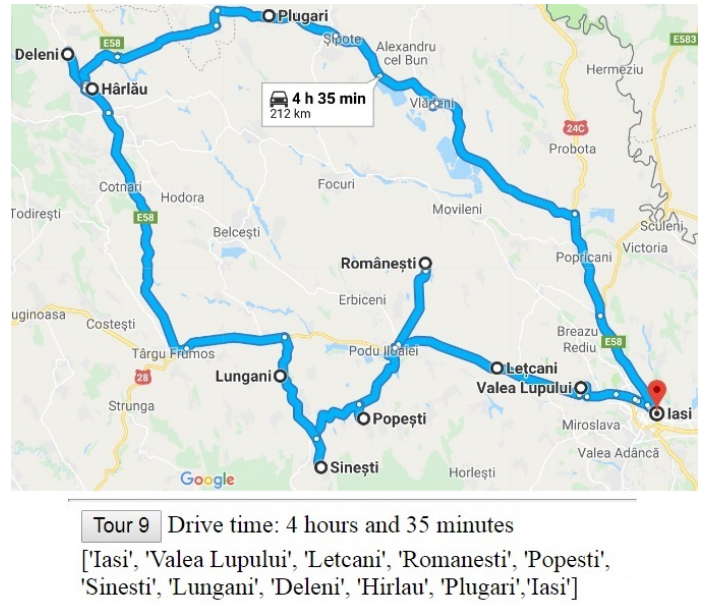 Plugari
E58
E583
Deleni
Șipote
Alexandru
cel Bun
Hermeziu
Hârlău
4 h 35 min
212 km
Vlădeni
24C
Probota
Cotnari
Hodora
Focuri
Todirești
E58
Movileni
Belcești
Sculeni
Victoria
Românești
Popricani
Erbiceni
uginoasa
Costești
Breazu
Rediu
E58
Târgu Frumos
Podu Iloaiei
28
Lungani
Lețcani
Valea Lupului
Strunga
Popești
Iasi
Miroslava
Valea Adâncă
Sinești
Horlești
Google
Tour 9 Drive time: 4 hours and 35 minutes
['Iasi', 'Valea Lupului', 'Letcani', 'Romanesti', 'Popesti',
'Sinesti', 'Lungani', 'Deleni', 'Hirlau', 'Plugari','Iasi']